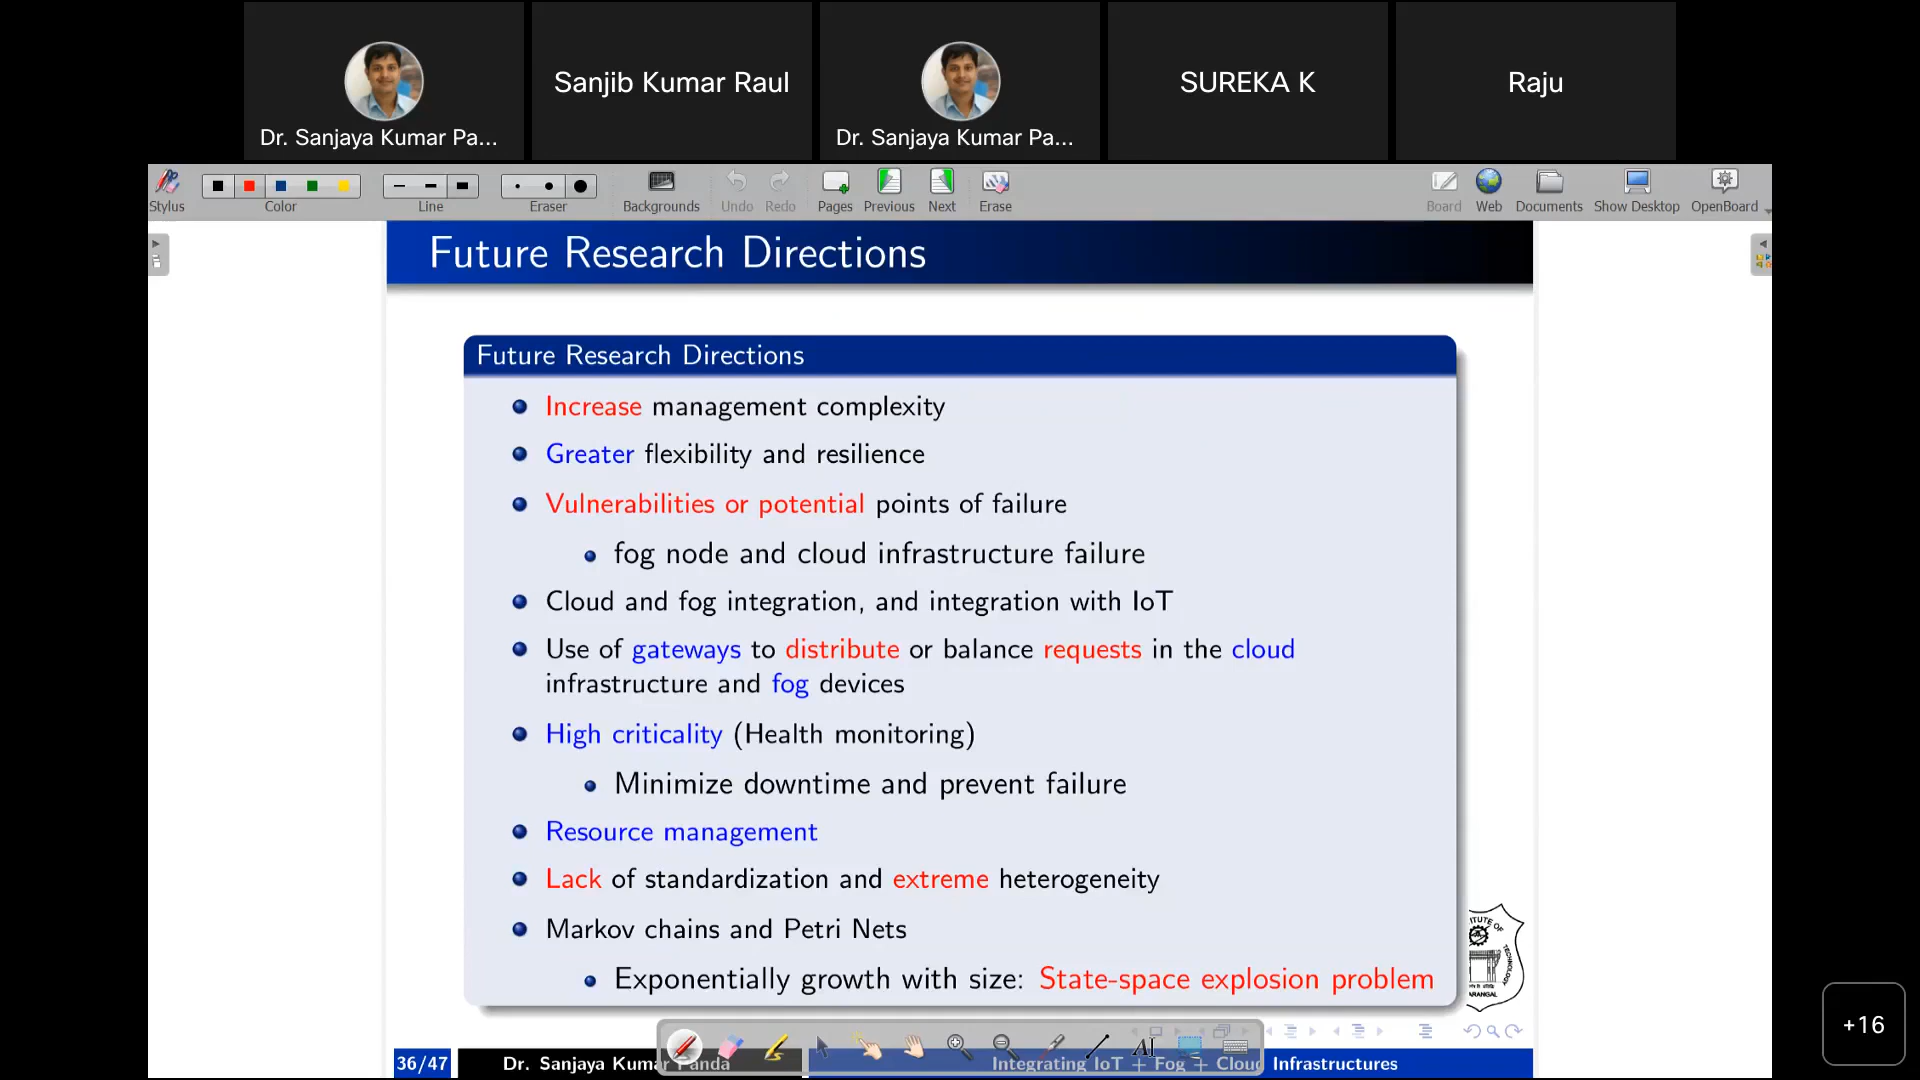 Dr. Sanjaya Kumar Pa...
Sanjib Kumar Raul
Dr. Sanjaya Kumar Pa...
SUREKA K
Raju
Stylus
Color
Line
Eraser
Backgrounds
Undo
Redo
Pages
Previous
Next
Erase
Board
Web
Documents
Show Desktop
OpenBoard
Future Research Directions
Future Research Directions
Increase management complexity
Greater flexibility and resilience
Vulnerabilities or potential points of failure
fog node and cloud infrastructure failure
Cloud and fog integration, and integration with IoT
Use of gateways to distribute or balance requests in the cloud
infrastructure and fog devices
High criticality (Health monitoring)
Minimize downtime and prevent failure
Resource management
Lack of standardization and extreme heterogeneity
Markov chains and Petri Nets
Exponentially growth with size: State-space explosion problem
ITUTE OF
TECHNOLOGY
ARANGAL
+16
36/47
Dr. Sanjaya Kumar Panda
Integrating IoT + Fog + Cloud Infrastructures